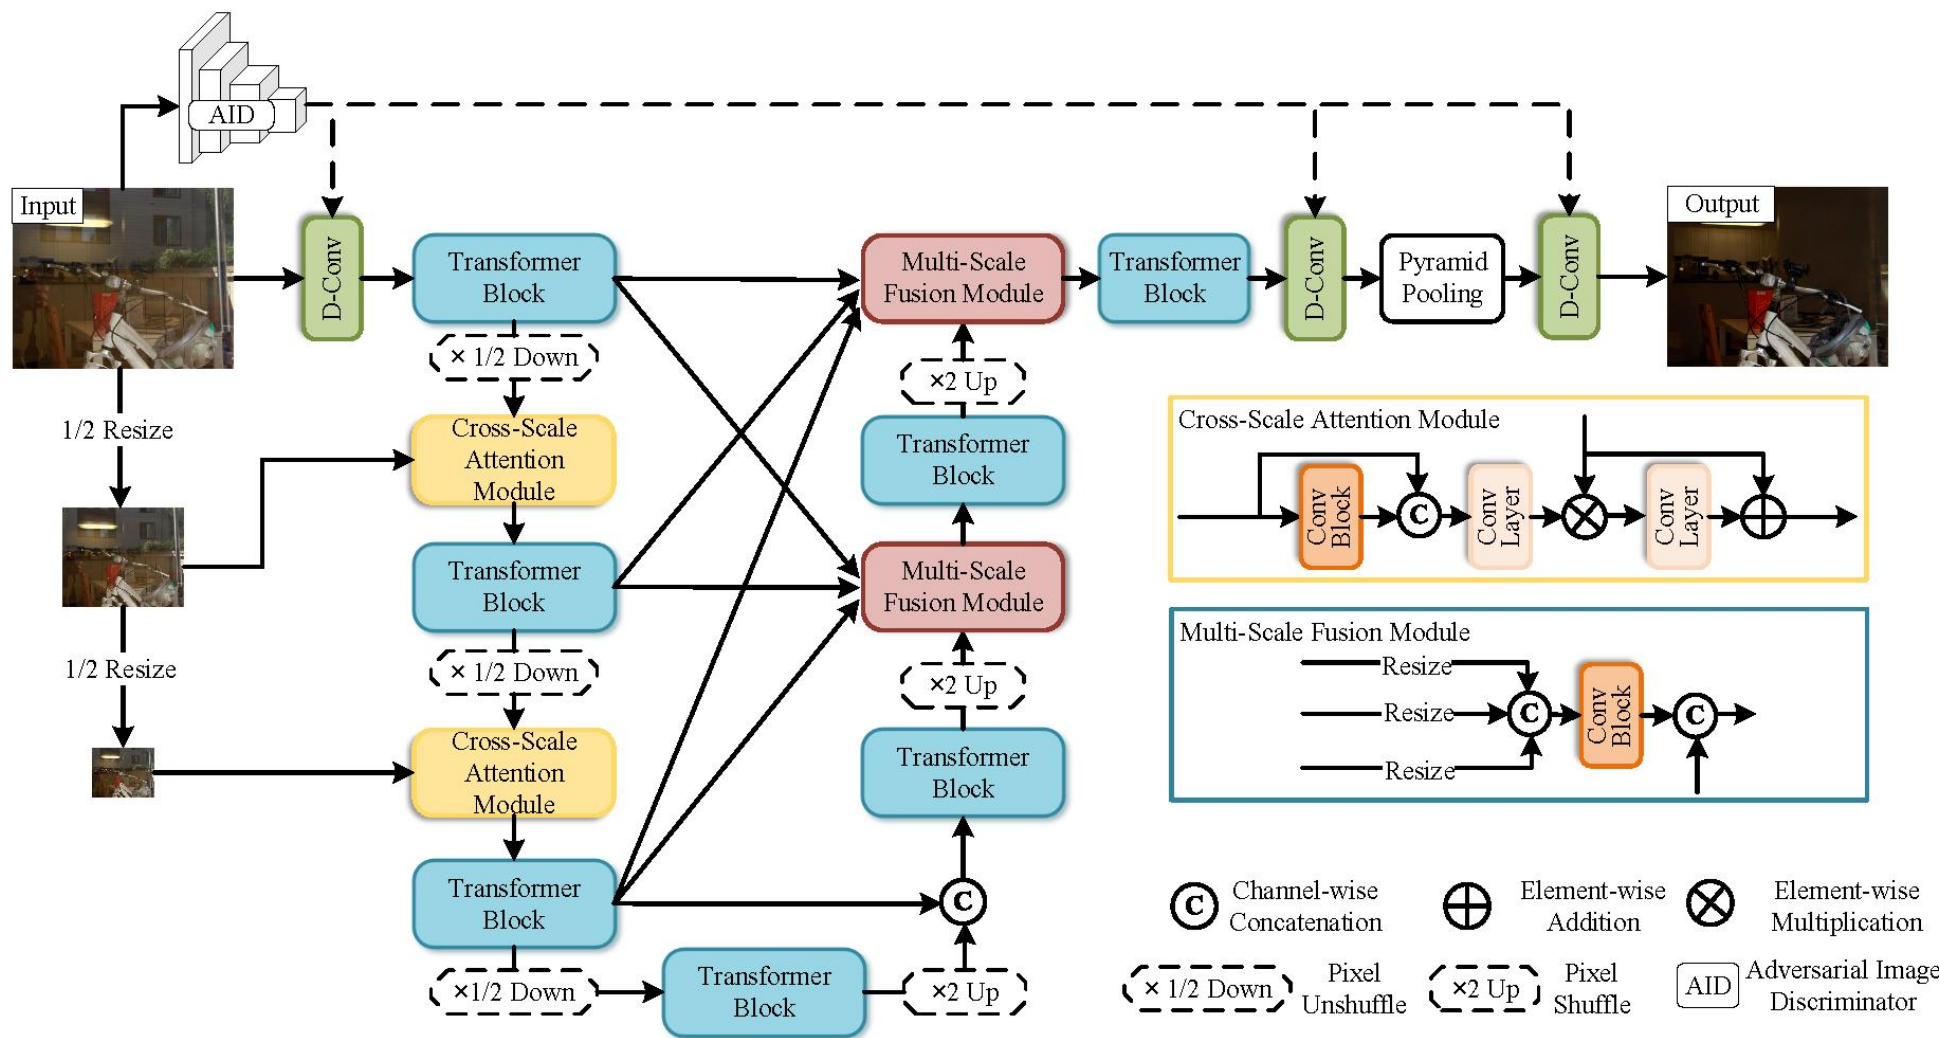 AID
Input
D-Conv
Transformer
Block
Multi-Scale
Fusion Module
Transformer
Block
D-Conv
Pyramid
Pooling
D-Conv
Output
× 1/2 Down
×2 Up
1/2 Resize
Cross-Scale
Attention
Module
Transformer
Block
Transformer
Block
Multi-Scale
Fusion Module
1/2 Resize
× 1/2 Down
×2 Up
Cross-Scale
Attention
Module
Transformer
Block
Transformer
Block
C
×1/2 Down
Transformer
Block
×2 Up
Cross-Scale Attention Module
Conv
Block
C
Conv
Layer
Conv
Layer
Multi-Scale Fusion Module
Resize
Resize
Resize
C
Conv
Block
C
C
Channel-wise
Concatenation
Element-wise
Addition
Element-wise
Multiplication
× 1/2 Down
Pixel
Unshuffle
×2 Up
Pixel
Shuffle
AID
Adversarial Image
Discriminator